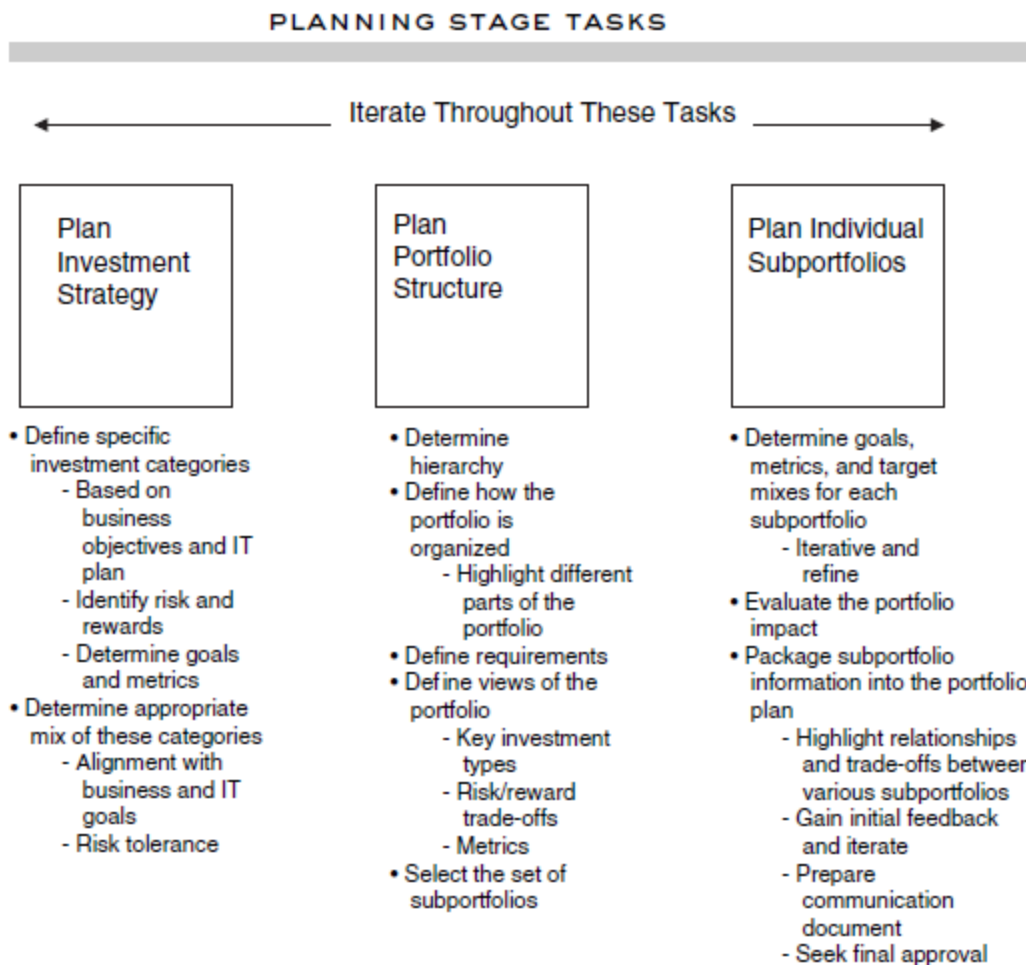 PLANNING STAGE TASKS
Iterate Throughout These Tasks
Plan
Investment
Strategy
• Define specific
investment categories
- Based on
business
objectives and IT
plan
- Identify risk and
rewards
- Determine goals
and metrics
• Determine appropriate
mix of these categories
- Alignment with
business and IT
goals
- Risk tolerance
Plan
Portfolio
Structure
• Determine
hierarchy
• Define how the
portfolio is
organized
- Highlight different
parts of the
portfolio
• Define requirements
• Define views of the
portfolio
- Key investment
types
- Risk/reward
trade-offs
- Metrics
• Select the set of
subportfolios
Plan Individual
Subportfolios
• Determine goals,
metrics, and target
mixes for each
subportfolio
- Iterative and
refine
• Evaluate the portfolio
impact
• Package subportfolio
information into the portfolio
plan
- Highlight relationships
and trade-offs between
various subportfolios
- Gain initial feedback
and iterate
- Prepare
communication
document
- Seek final approval